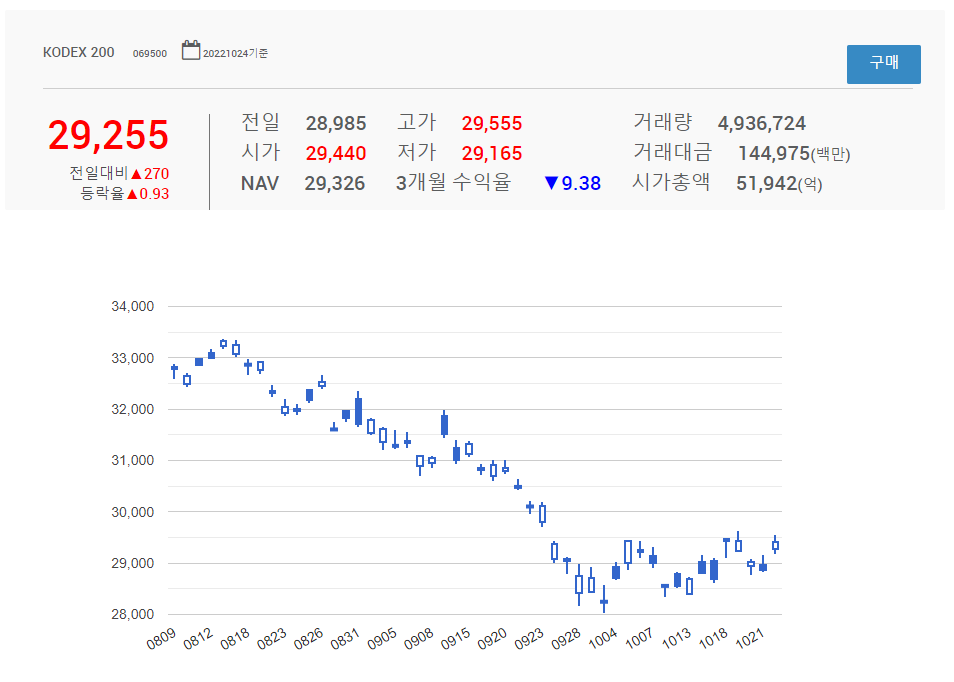 KODEX 200 069500 20221024기준
구매
29,255
전일대비▲270
등락율▲0.93
전일 28,985 고가 29,555 거래량 4,936,724
시가 29,440 저가 29,165 거래대금 144,975(백만)
NAV 29,326 3개월 수익율 ▼9.38 시가총액 51,942(억)
34,000
33,000
32,000
31,000
30,000
29,000
28,000
0809 0812 0818 0823 0826 0831 0905 0908 0915 0920 0923 0928 1004 1007 1013 1018 1021